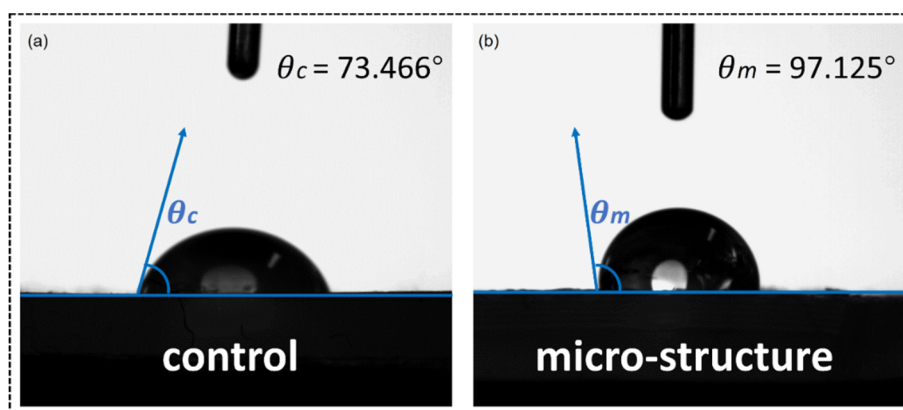 (a)
θc = 73.466°
θc
control
(b)
θm = 97.125°
θm
micro-structure